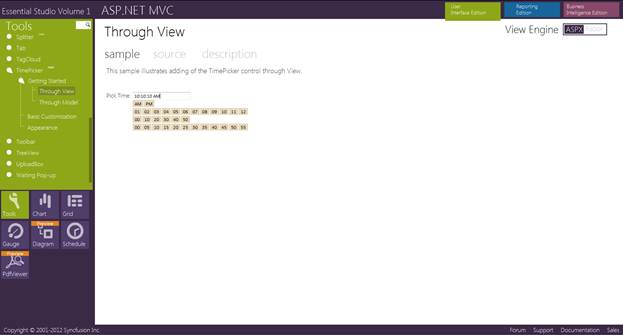 Essential Studio Volume 1
ASP.NET MVC
User
Interface Edition
Reporting
Edition
Business
Intelligence Edition
Tools
Splitter
Tab
TagCloud
TimePicker
Getting Started
Through View
Through Model
Basic Customization
Appearance
Toolbar
TreeView
UploadBox
Waiting Pop-up
Tools
Chart
Grid
Gauge
Preview
Diagram
Schedule
Preview
PdfViewer
Through View
View Engine
ASPX
sample source description
This sample illustrates adding of the TimePicker control through View.
Pick Time: 10:10:10 AM
AM PM
01 02 03 04 05 06 07 08 09 10 11 12
00 10 20 30 40 50
00 05 10 15 20 25 30 35 40 45 50 55
Copyright © 2001-2012 Syncfusion Inc.
Forum Support Documentation Sales